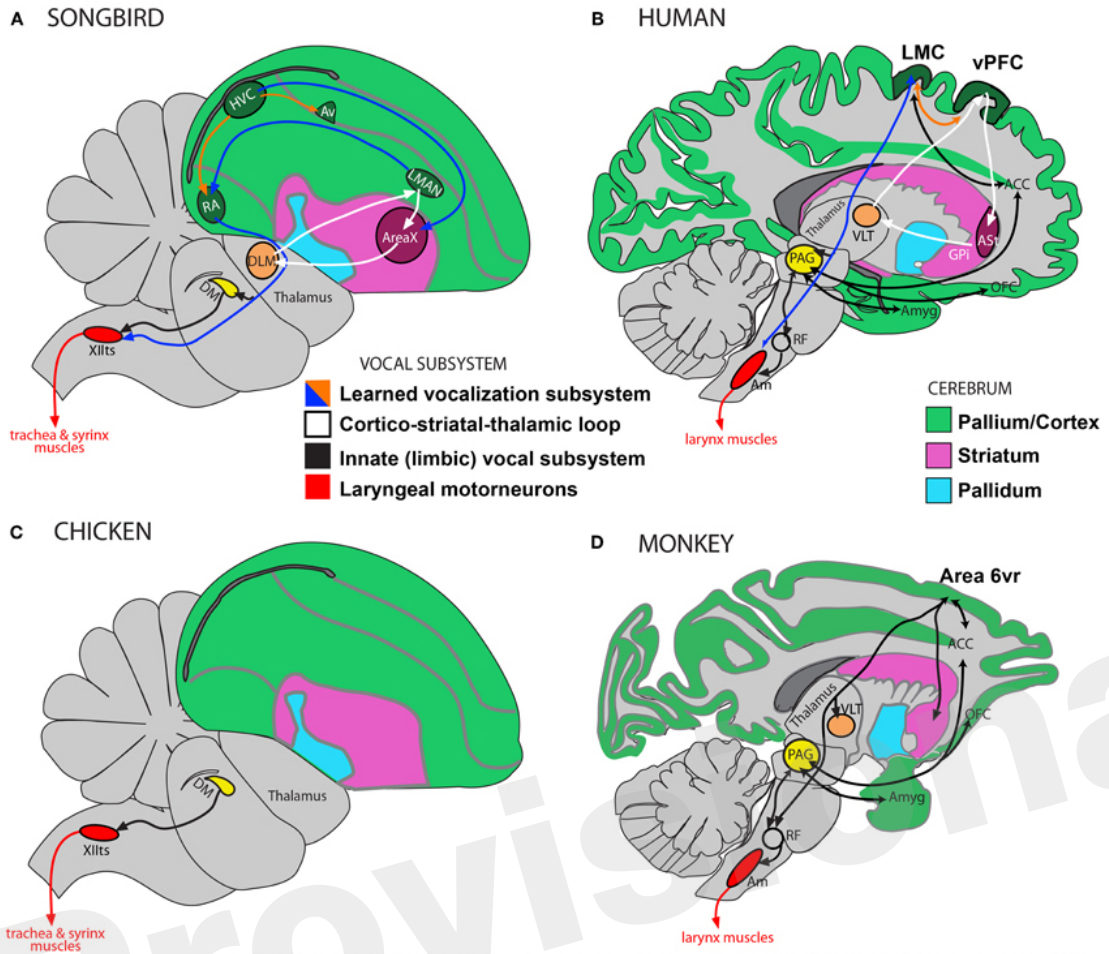 A SONGBIRD
HVC
Av
LMAN
RA
AreaX
DLM
DM
Thalamus
XIIts
trachea & syrinx
muscles
B HUMAN
LMC
vPFC
ACC
Thalamus
VLT
ASt
GPi
PAG
OFC
Amyg
RF
Am
larynx muscles
VOCAL SUBSYSTEM
Learned vocalization subsystem
Cortico-striatal-thalamic loop
Innate (limbic) vocal subsystem
Laryngeal motorneurons
CEREBRUM
Pallium/Cortex
Striatum
Pallidum
C CHICKEN
DM
Thalamus
XIIts
trachea & syrinx
muscles
D MONKEY
Area 6vr
ACC
Thalamus
VLT
OFC
PAG
Amyg
RF
Am
larynx muscles